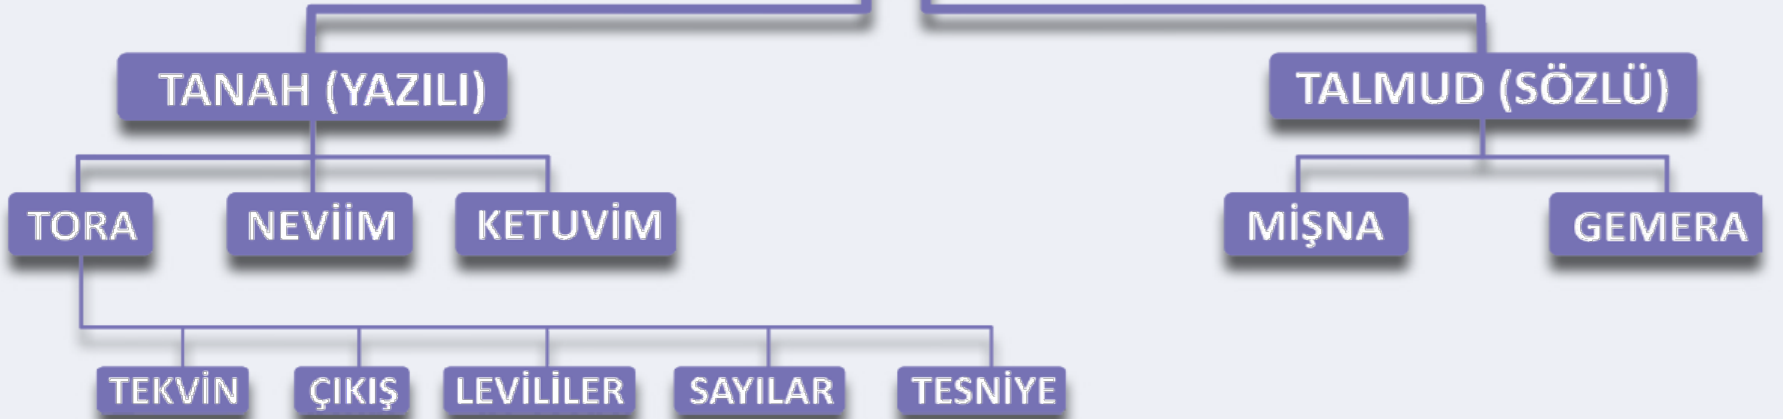 TANAH (YAZILI)
TALMUD (SÖZLÜ)
TORA
NEVİİM
KETUVİM
MİŞNA
GEMERA
TEKVİN
ÇIKIŞ
LEVİLİLER
SAYILAR
TESNİYE